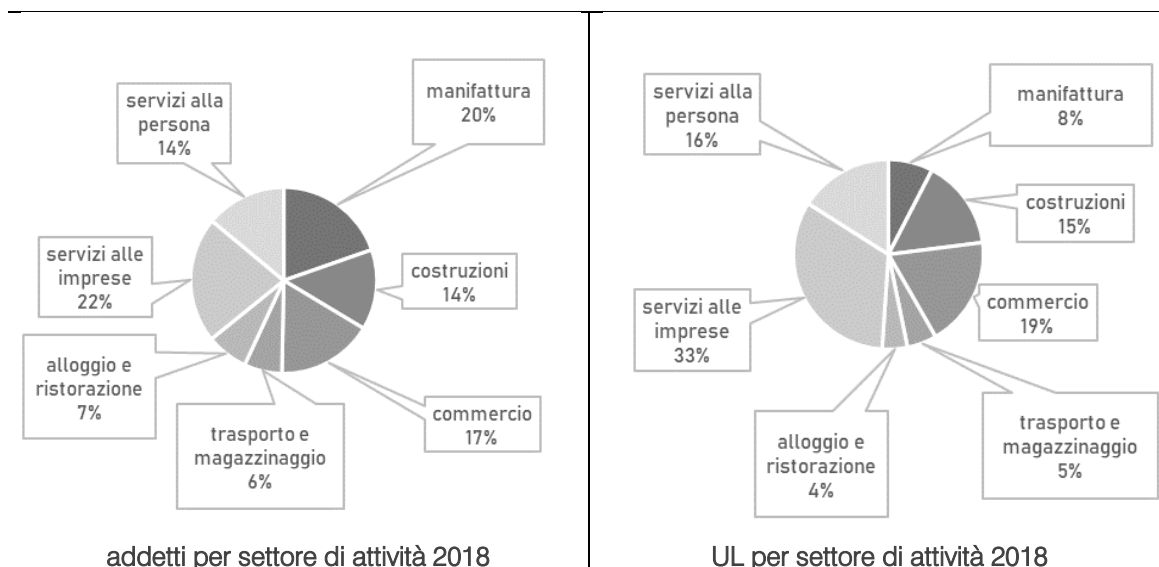 manifattura
20%
costruzioni
14%
commercio
17%
trasporto e
magazzinaggio
6%
alloggio e
ristorazione
7%
servizi alle
imprese
22%
servizi alla
persona
14%
addetti per settore di attività 2018
manifattura
8%
costruzioni
15%
commercio
19%
trasporto e
magazzinaggio
5%
alloggio e
ristorazione
4%
servizi alle
imprese
33%
servizi alla
persona
16%
UL per settore di attività 2018